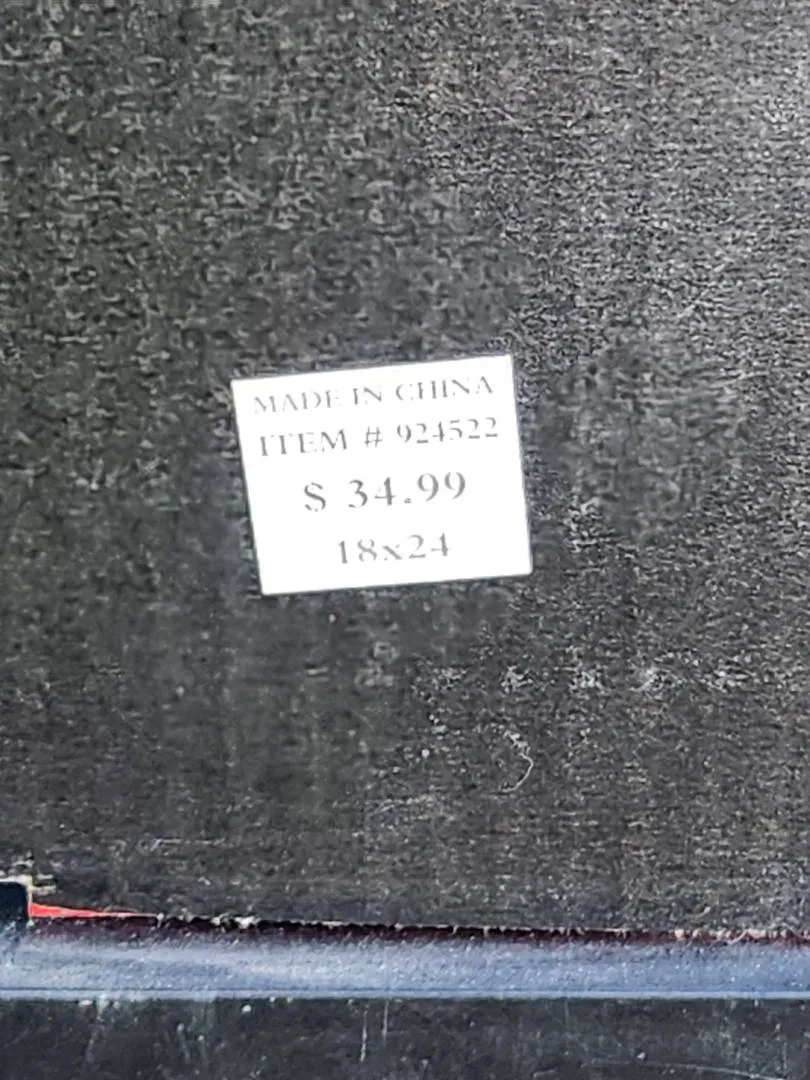 MADE IN CHINA
ITEM # 924522
$ 34.99
18x24